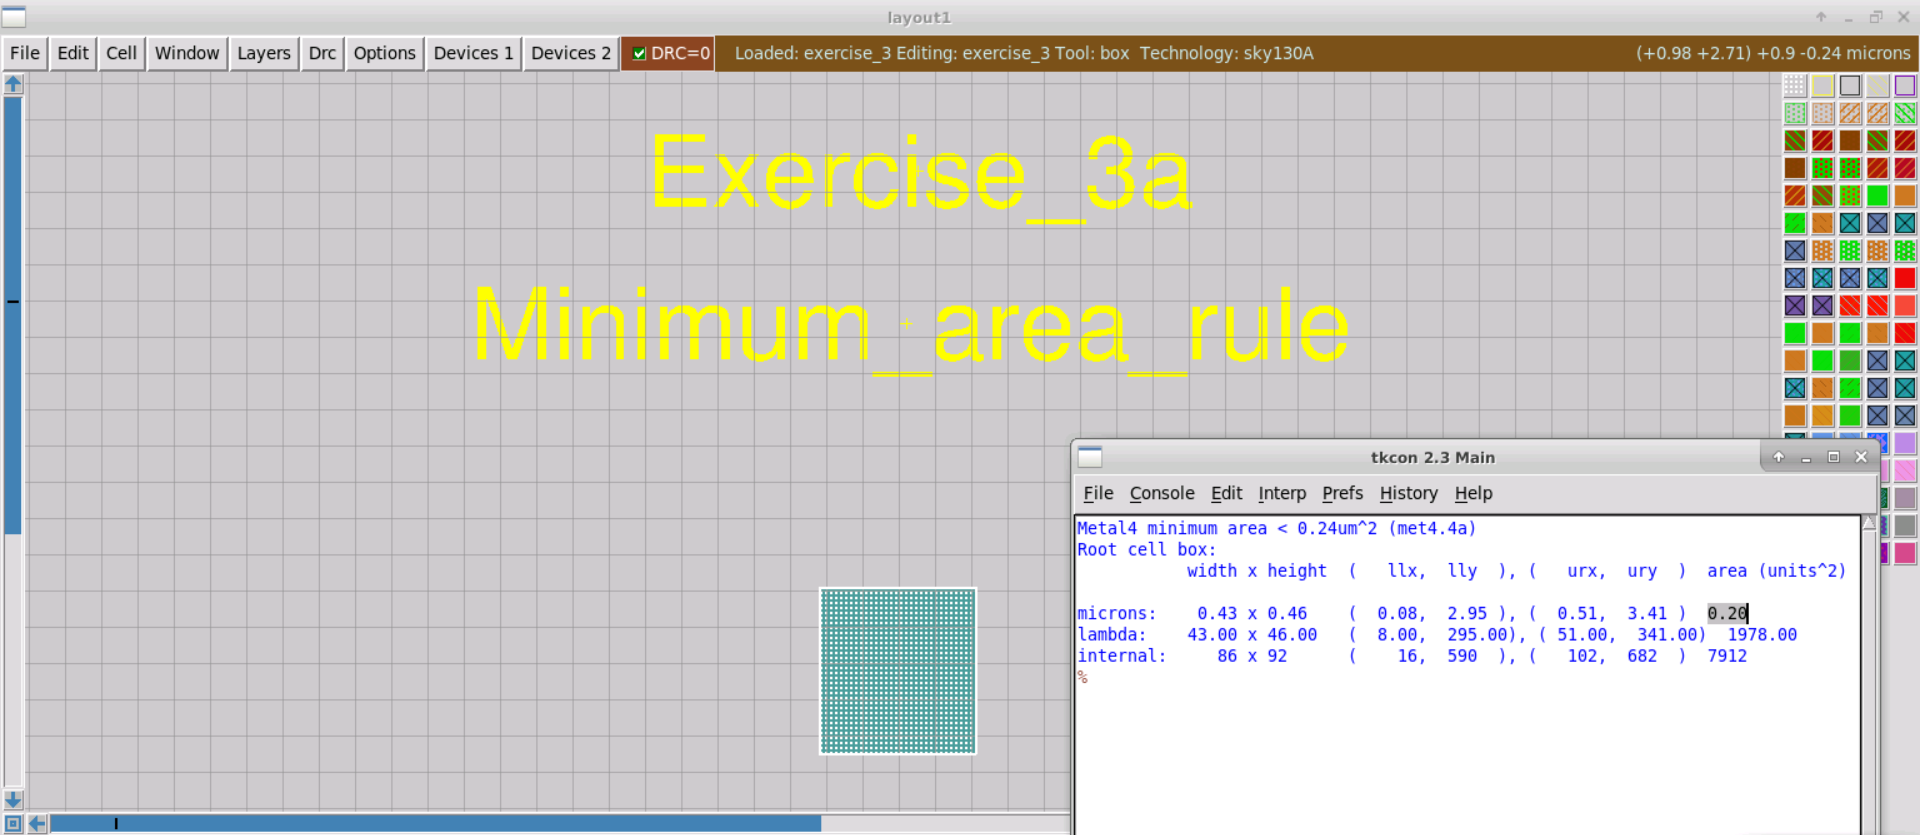 layout1
File Edit Cell Window Layers Drc Options Devices 1 Devices 2 DRC=0 Loaded: exercise_3 Editing: exercise_3 Tool: box Technology: sky130A (+0.98 +2.71) +0.9 -0.24 microns
Exercise_3a
Minimum_area_rule
tkcon 2.3 Main
File Console Edit Interp Prefs History Help
Metal4 minimum area < 0.24um^2 (met4.4a)
Root cell box:
width x height ( llx, lly ), ( urx, ury ) area (units^2)
microns: 0.43 x 0.46 ( 0.08, 2.95 ), ( 0.51, 3.41 ) 0.20
lambda: 43.00 x 46.00 ( 8.00, 295.00), ( 51.00, 341.00) 1978.00
internal: 86 x 92 ( 16, 590 ), ( 102, 682 ) 7912
%